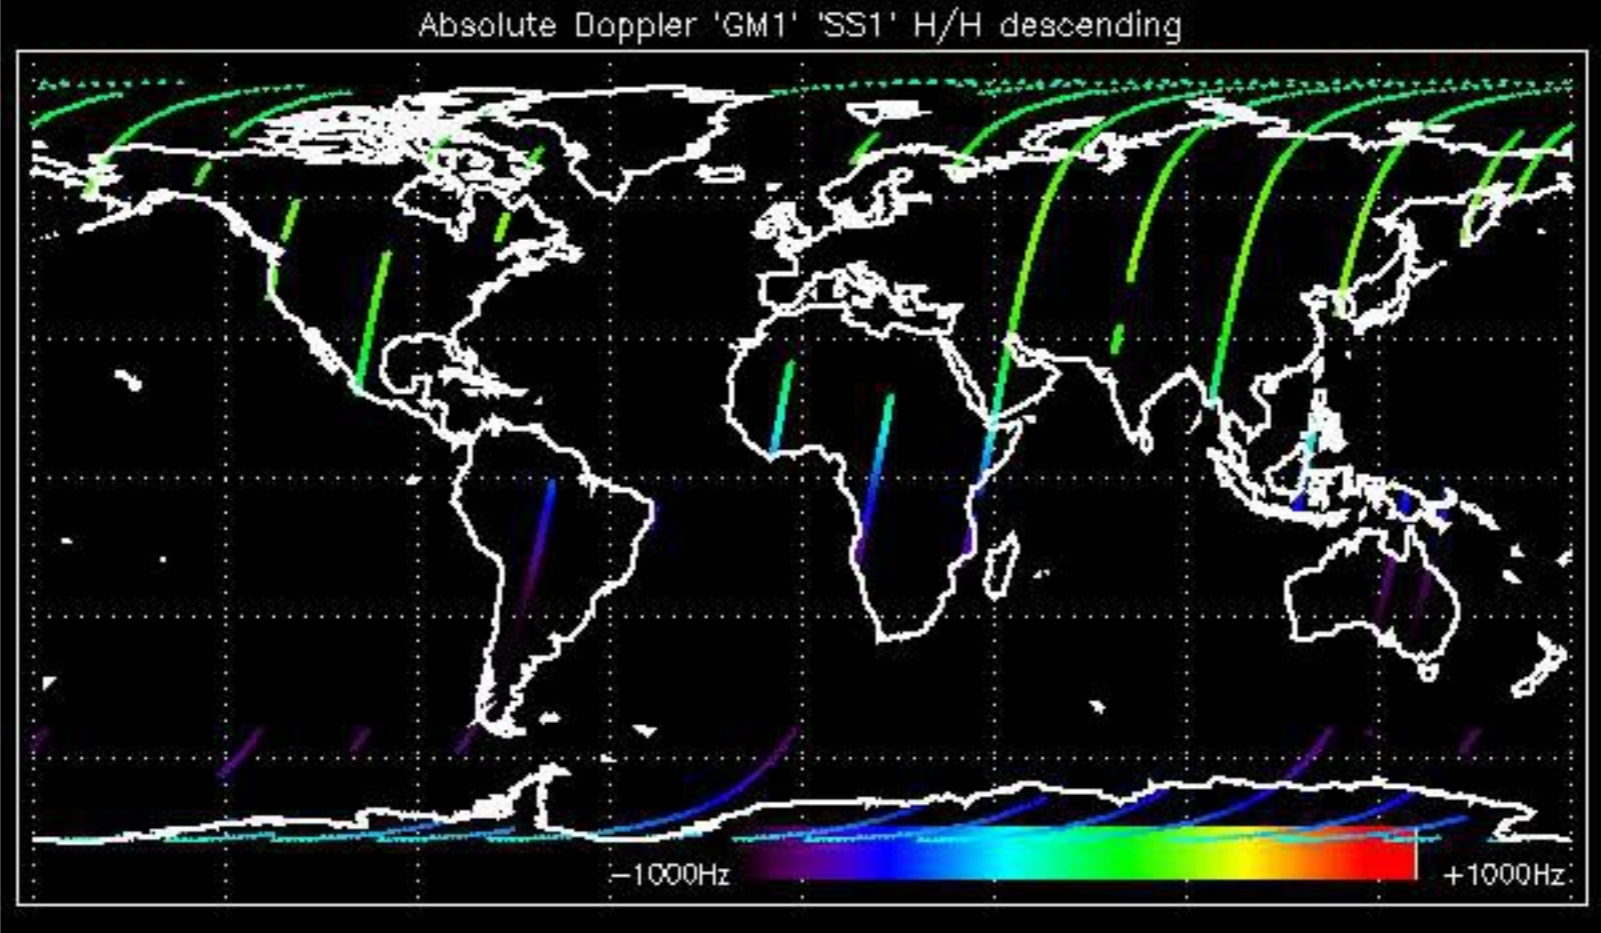 Absolute Doppler 'GM1' 'SS1' H/H descending
−1000Hz
+1000Hz